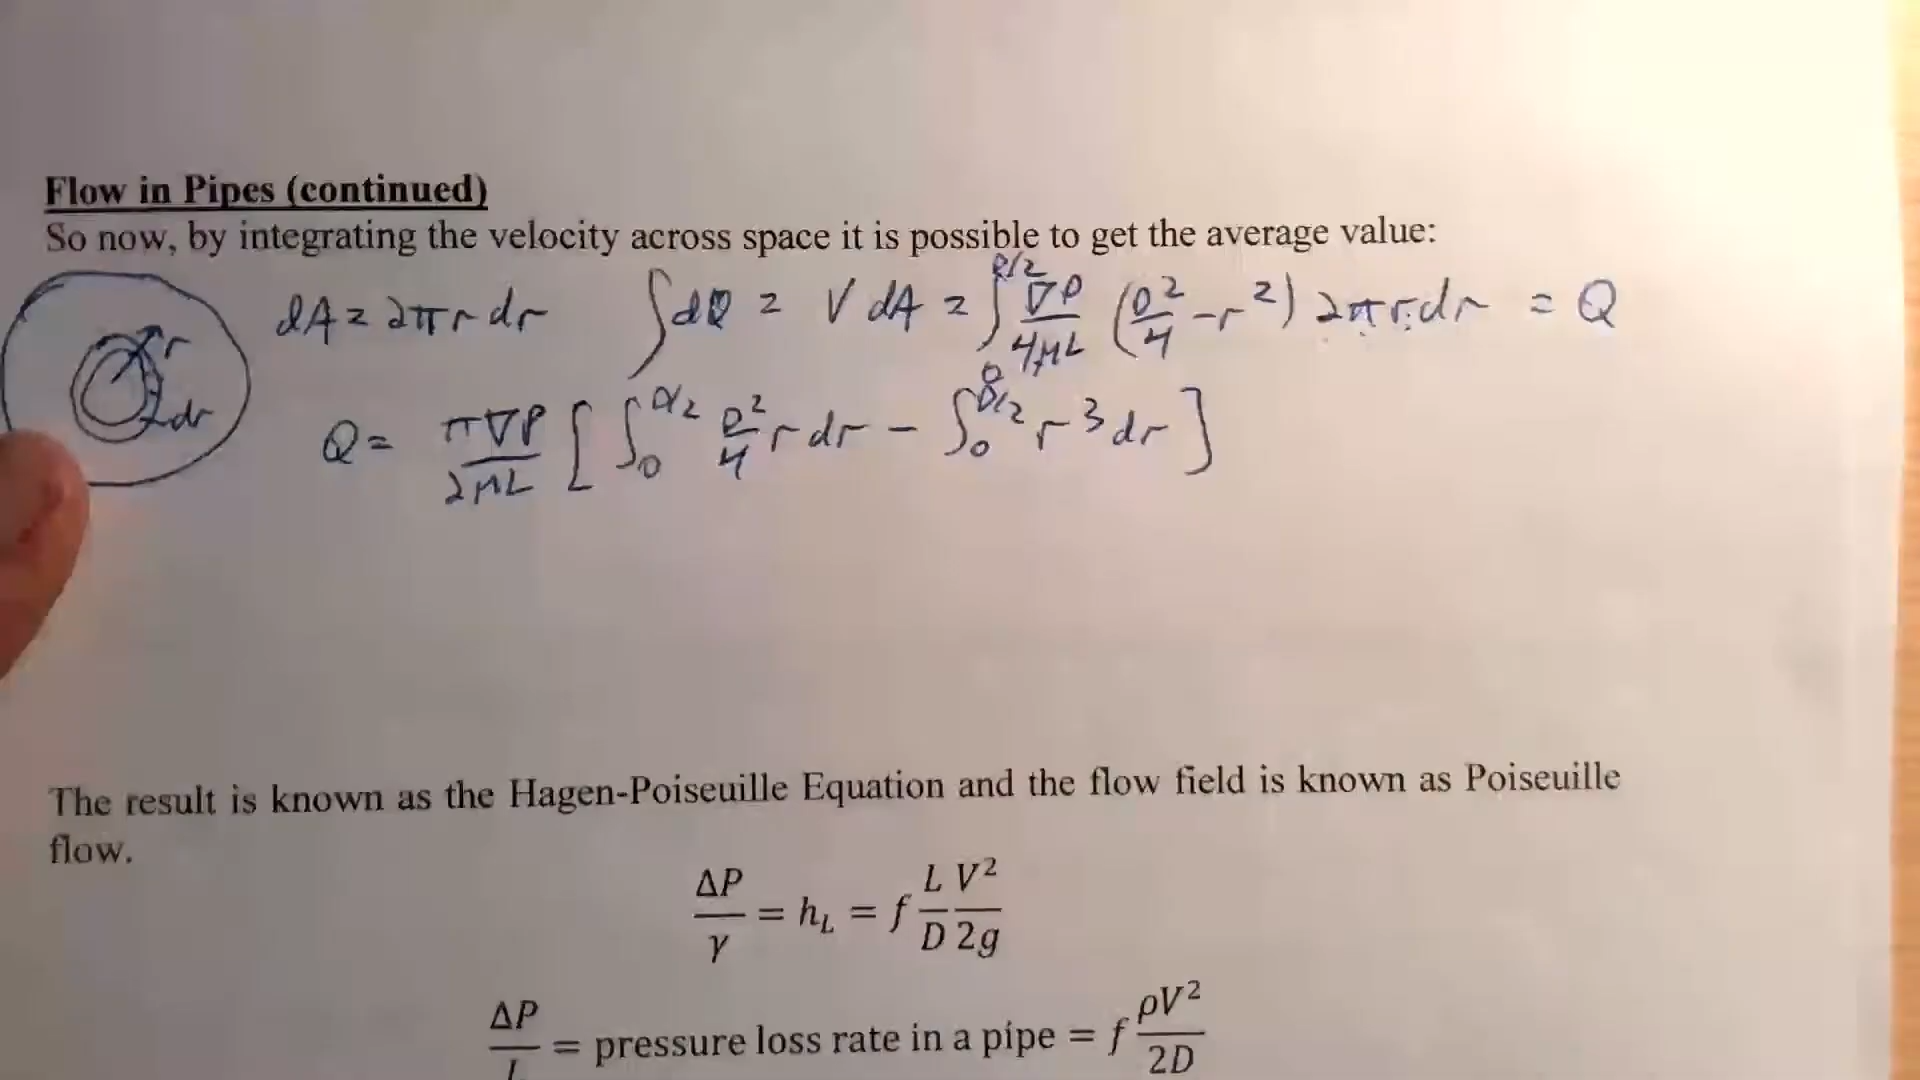 Flow in Pipes (continued)
So now, by integrating the velocity across space it is possible to get the average value:
dA = 2πr dr ∫dQ = V dA = ∫₀^{D/2} ∇P/4μL (D²/4 - r²) 2πr dr = Q
r
dr
Q = π∇P/2μL [∫₀^{D/2} D²/4 r dr - ∫₀^{D/2} r³ dr]
The result is known as the Hagen-Poiseuille Equation and the flow field is known as Poiseuille
flow.
ΔP/γ = h_L = f L/D V²/2g
ΔP/L = pressure loss rate in a pipe = f ρV²/2D